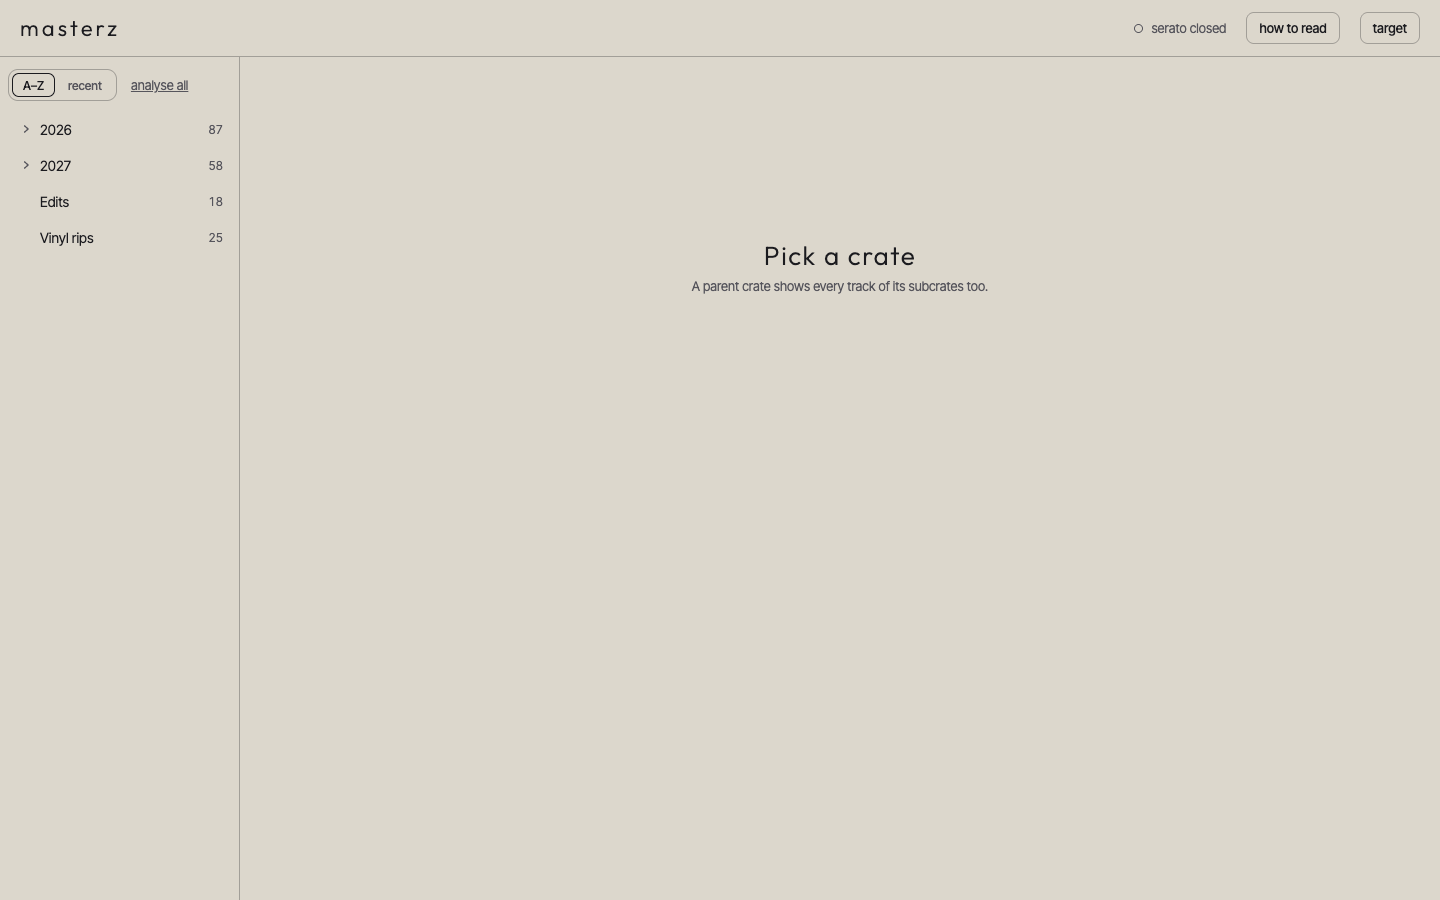 masterz
serato closed
how to read
target
A–Z
recent
analyse all
2026 87
2027 58
Edits 18
Vinyl rips 25
Pick a crate
A parent crate shows every track of its subcrates too.